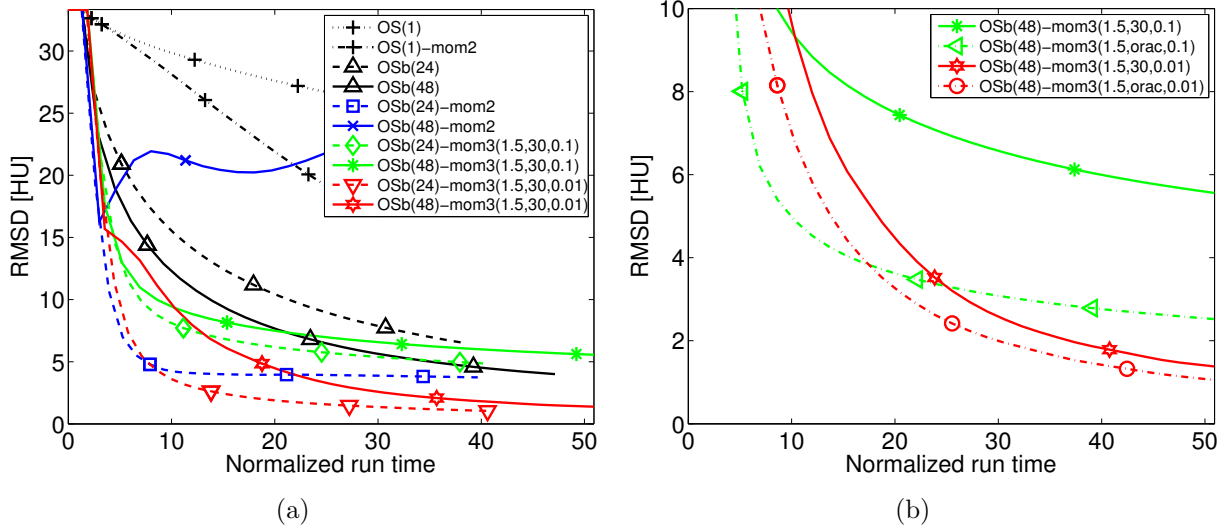 RMSD [HU]
30
25
20
15
10
5
0
0 10 20 30 40 50
Normalized run time
OS(1)
OS(1)−mom2
OSb(24)
OSb(48)
OSb(24)−mom2
OSb(48)−mom2
OSb(24)−mom3(1.5,30,0.1)
OSb(48)−mom3(1.5,30,0.1)
OSb(24)−mom3(1.5,30,0.01)
OSb(48)−mom3(1.5,30,0.01)
(a)
RMSD [HU]
10
8
6
4
2
0
0 10 20 30 40 50
Normalized run time
OSb(48)−mom3(1.5,30,0.1)
OSb(48)−mom3(1.5,orac,0.1)
OSb(48)−mom3(1.5,30,0.01)
OSb(48)−mom3(1.5,orac,0.01)
(b)